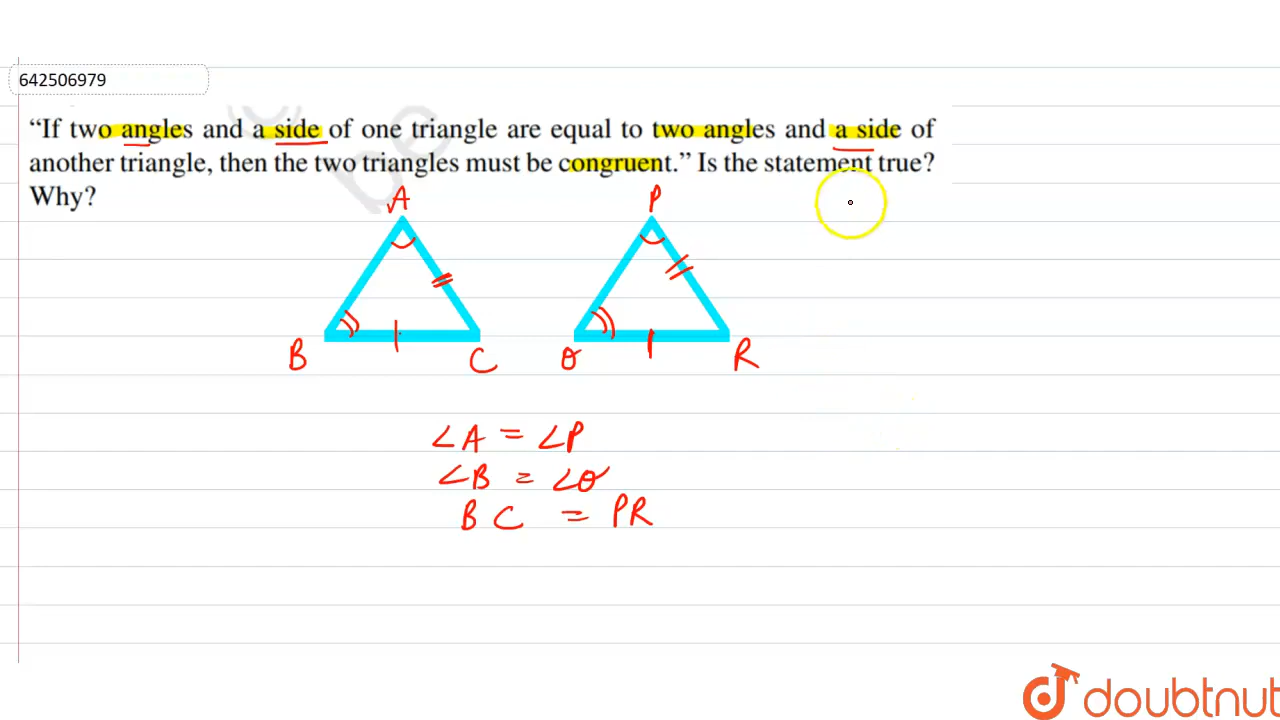 642506979
“If two angles and a side of one triangle are equal to two angles and a side of
another triangle, then the two triangles must be congruent.” Is the statement true?
Why?
A P
B C Q R
∠A = ∠P
∠B = ∠Q
BC = PR
doubtnut